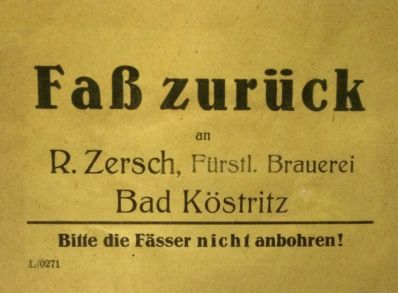 Faß zurück
an
R. Zersch, Fürstl. Brauerei
Bad Köstritz
Bitte die Fässer nicht anbohren!
L/0271